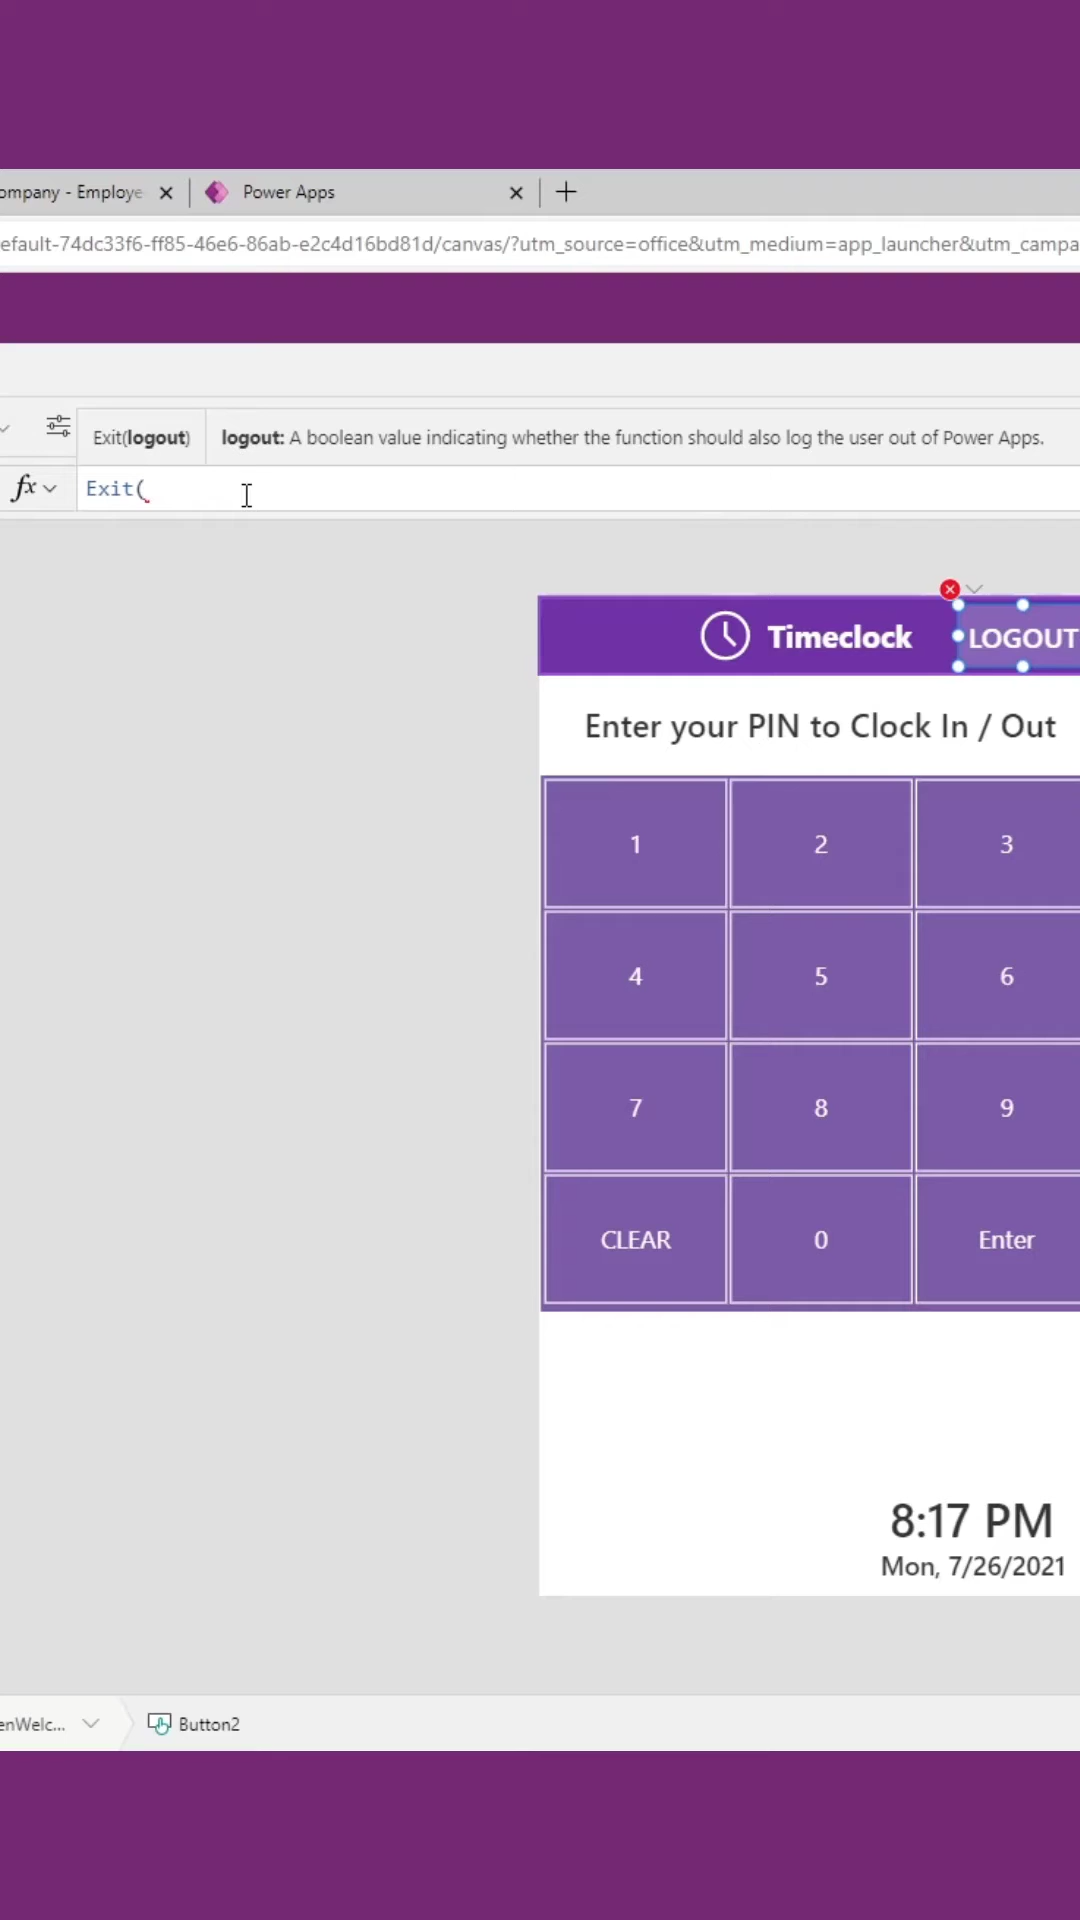 ompany - Employe
Power Apps
efault-74dc33f6-ff85-46e6-86ab-e2c4d16bd81d/canvas/?utm_source=office&utm_medium=app_launcher&utm_campa
Exit(logout)
logout: A boolean value indicating whether the function should also log the user out of Power Apps.
fx
Exit(
Timeclock
LOGOUT
Enter your PIN to Clock In / Out
1 2 3
4 5 6
7 8 9
CLEAR 0 Enter
8:17 PM
Mon, 7/26/2021
enWelc...
Button2